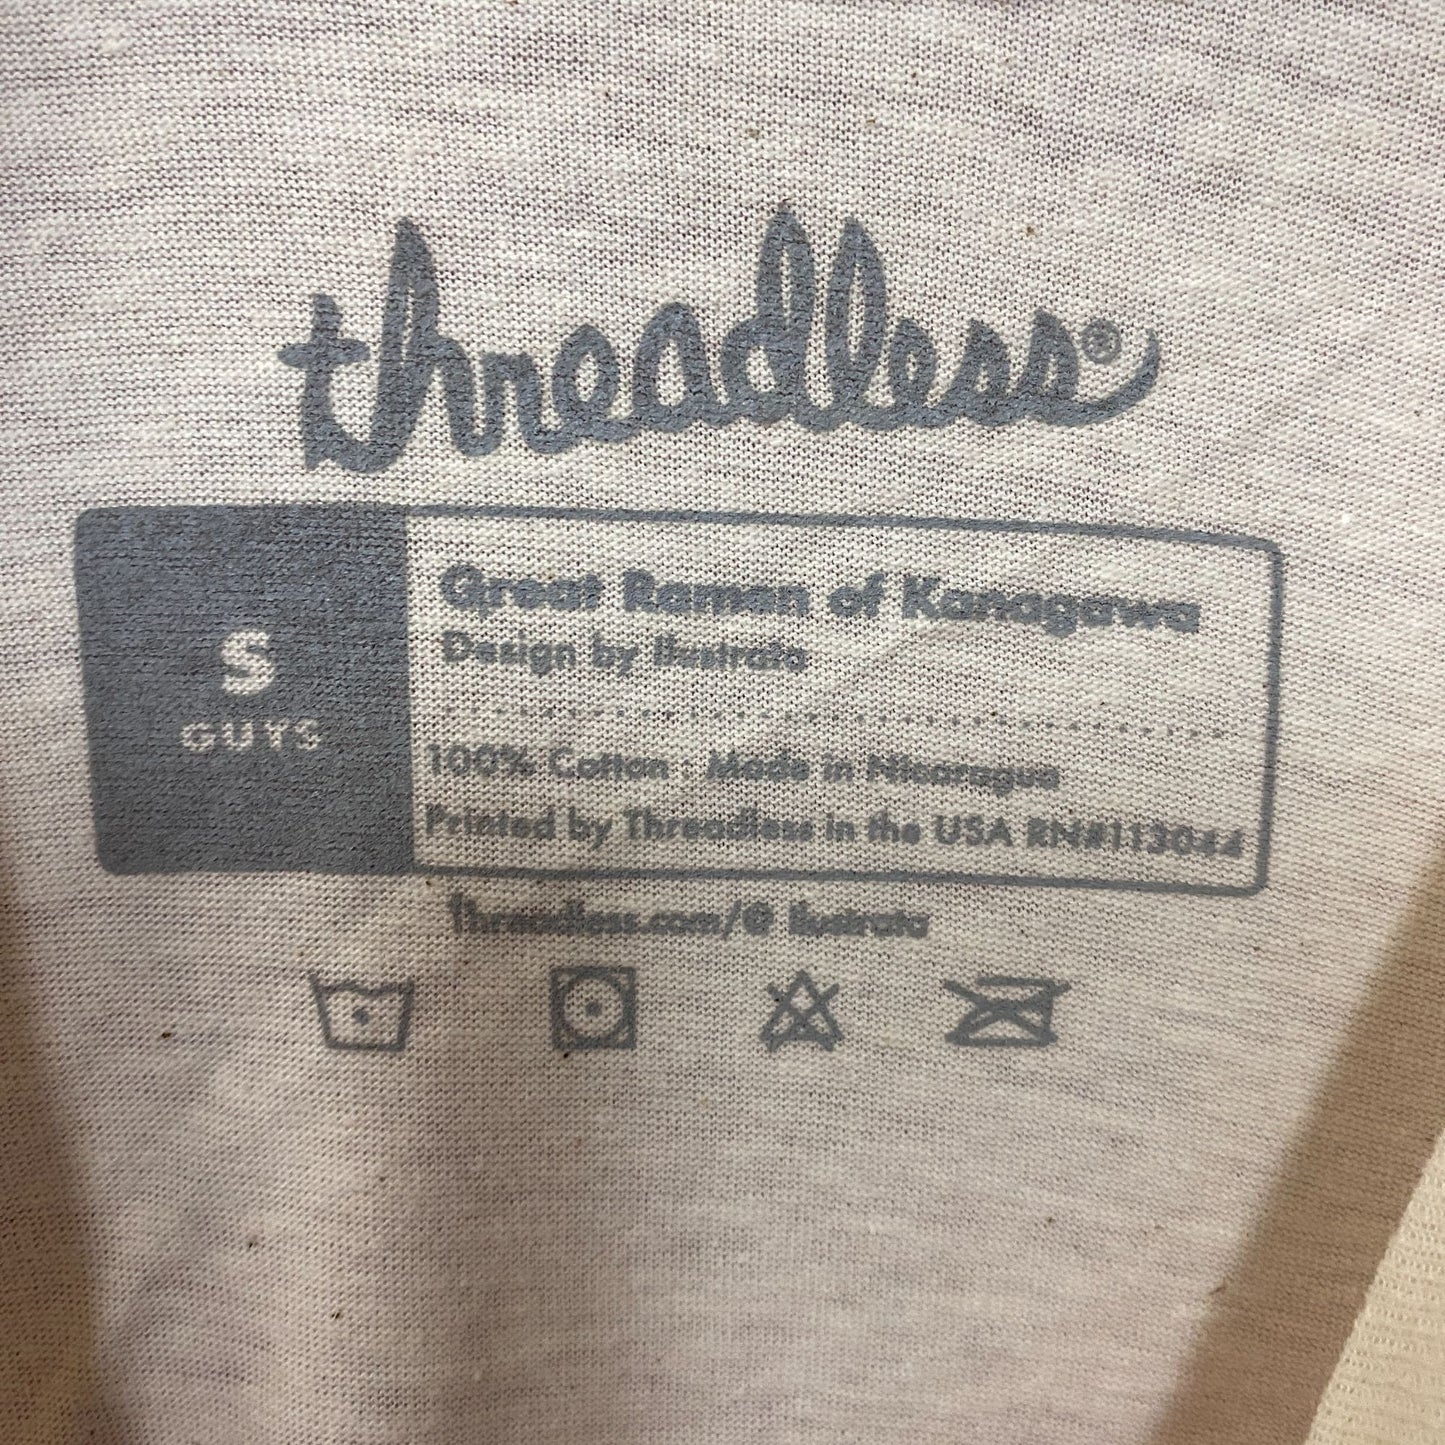 threadless®
S
GUYS
Great Ramen of Kanagawa
Design by Ilustrata
100% Cotton : Made in Nicaragua
Printed by Threadless in the USA RN#113044
Threadless.com/@ Ilustrata